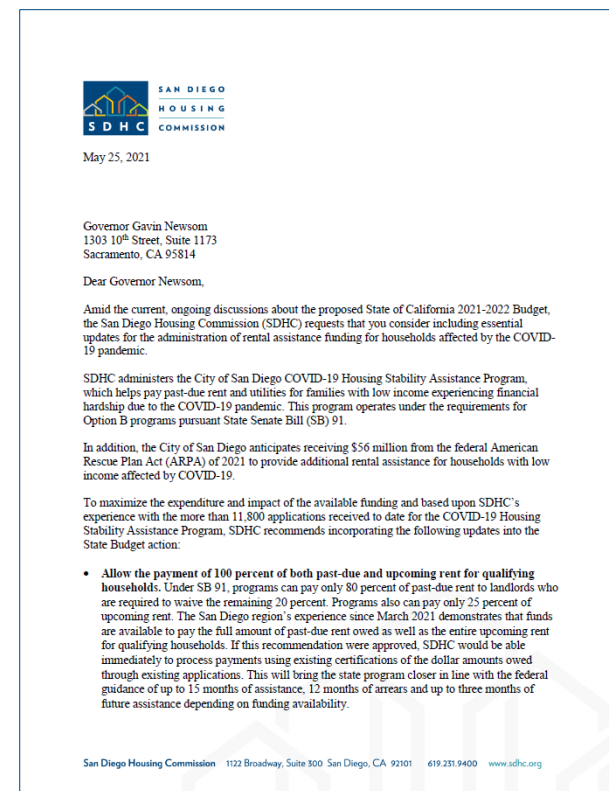 SAN DIEGO
HOUSING
COMMISSION
SDHC
May 25, 2021
Governor Gavin Newsom
1303 10th Street, Suite 1173
Sacramento, CA 95814
Dear Governor Newsom,
Amid the current, ongoing discussions about the proposed State of California 2021-2022 Budget,
the San Diego Housing Commission (SDHC) requests that you consider including essential
updates for the administration of rental assistance funding for households affected by the COVID-
19 pandemic.
SDHC administers the City of San Diego COVID-19 Housing Stability Assistance Program,
which helps pay past-due rent and utilities for families with low income experiencing financial
hardship due to the COVID-19 pandemic. This program operates under the requirements for
Option B programs pursuant State Senate Bill (SB) 91.
In addition, the City of San Diego anticipates receiving $56 million from the federal American
Rescue Plan Act (ARPA) of 2021 to provide additional rental assistance for households with low
income affected by COVID-19.
To maximize the expenditure and impact of the available funding and based upon SDHC's
experience with the more than 11,800 applications received to date for the COVID-19 Housing
Stability Assistance Program, SDHC recommends incorporating the following updates into the
State Budget action:
• Allow the payment of 100 percent of both past-due and upcoming rent for qualifying
households. Under SB 91, programs can pay only 80 percent of past-due rent to landlords who
are required to waive the remaining 20 percent. Programs also can pay only 25 percent of
upcoming rent. The San Diego region's experience since March 2021 demonstrates that funds
are available to pay the full amount of past-due rent owed as well as the entire upcoming rent
for qualifying households. If this recommendation were approved, SDHC would be able
immediately to process payments using existing certifications of the dollar amounts owed
through existing applications. This will bring the state program closer in line with the federal
guidance of up to 15 months of assistance, 12 months of arrears and up to three months of
future assistance depending on funding availability.
San Diego Housing Commission 1122 Broadway, Suite 300 San Diego, CA 92101 619.231.9400 www.sdhc.org